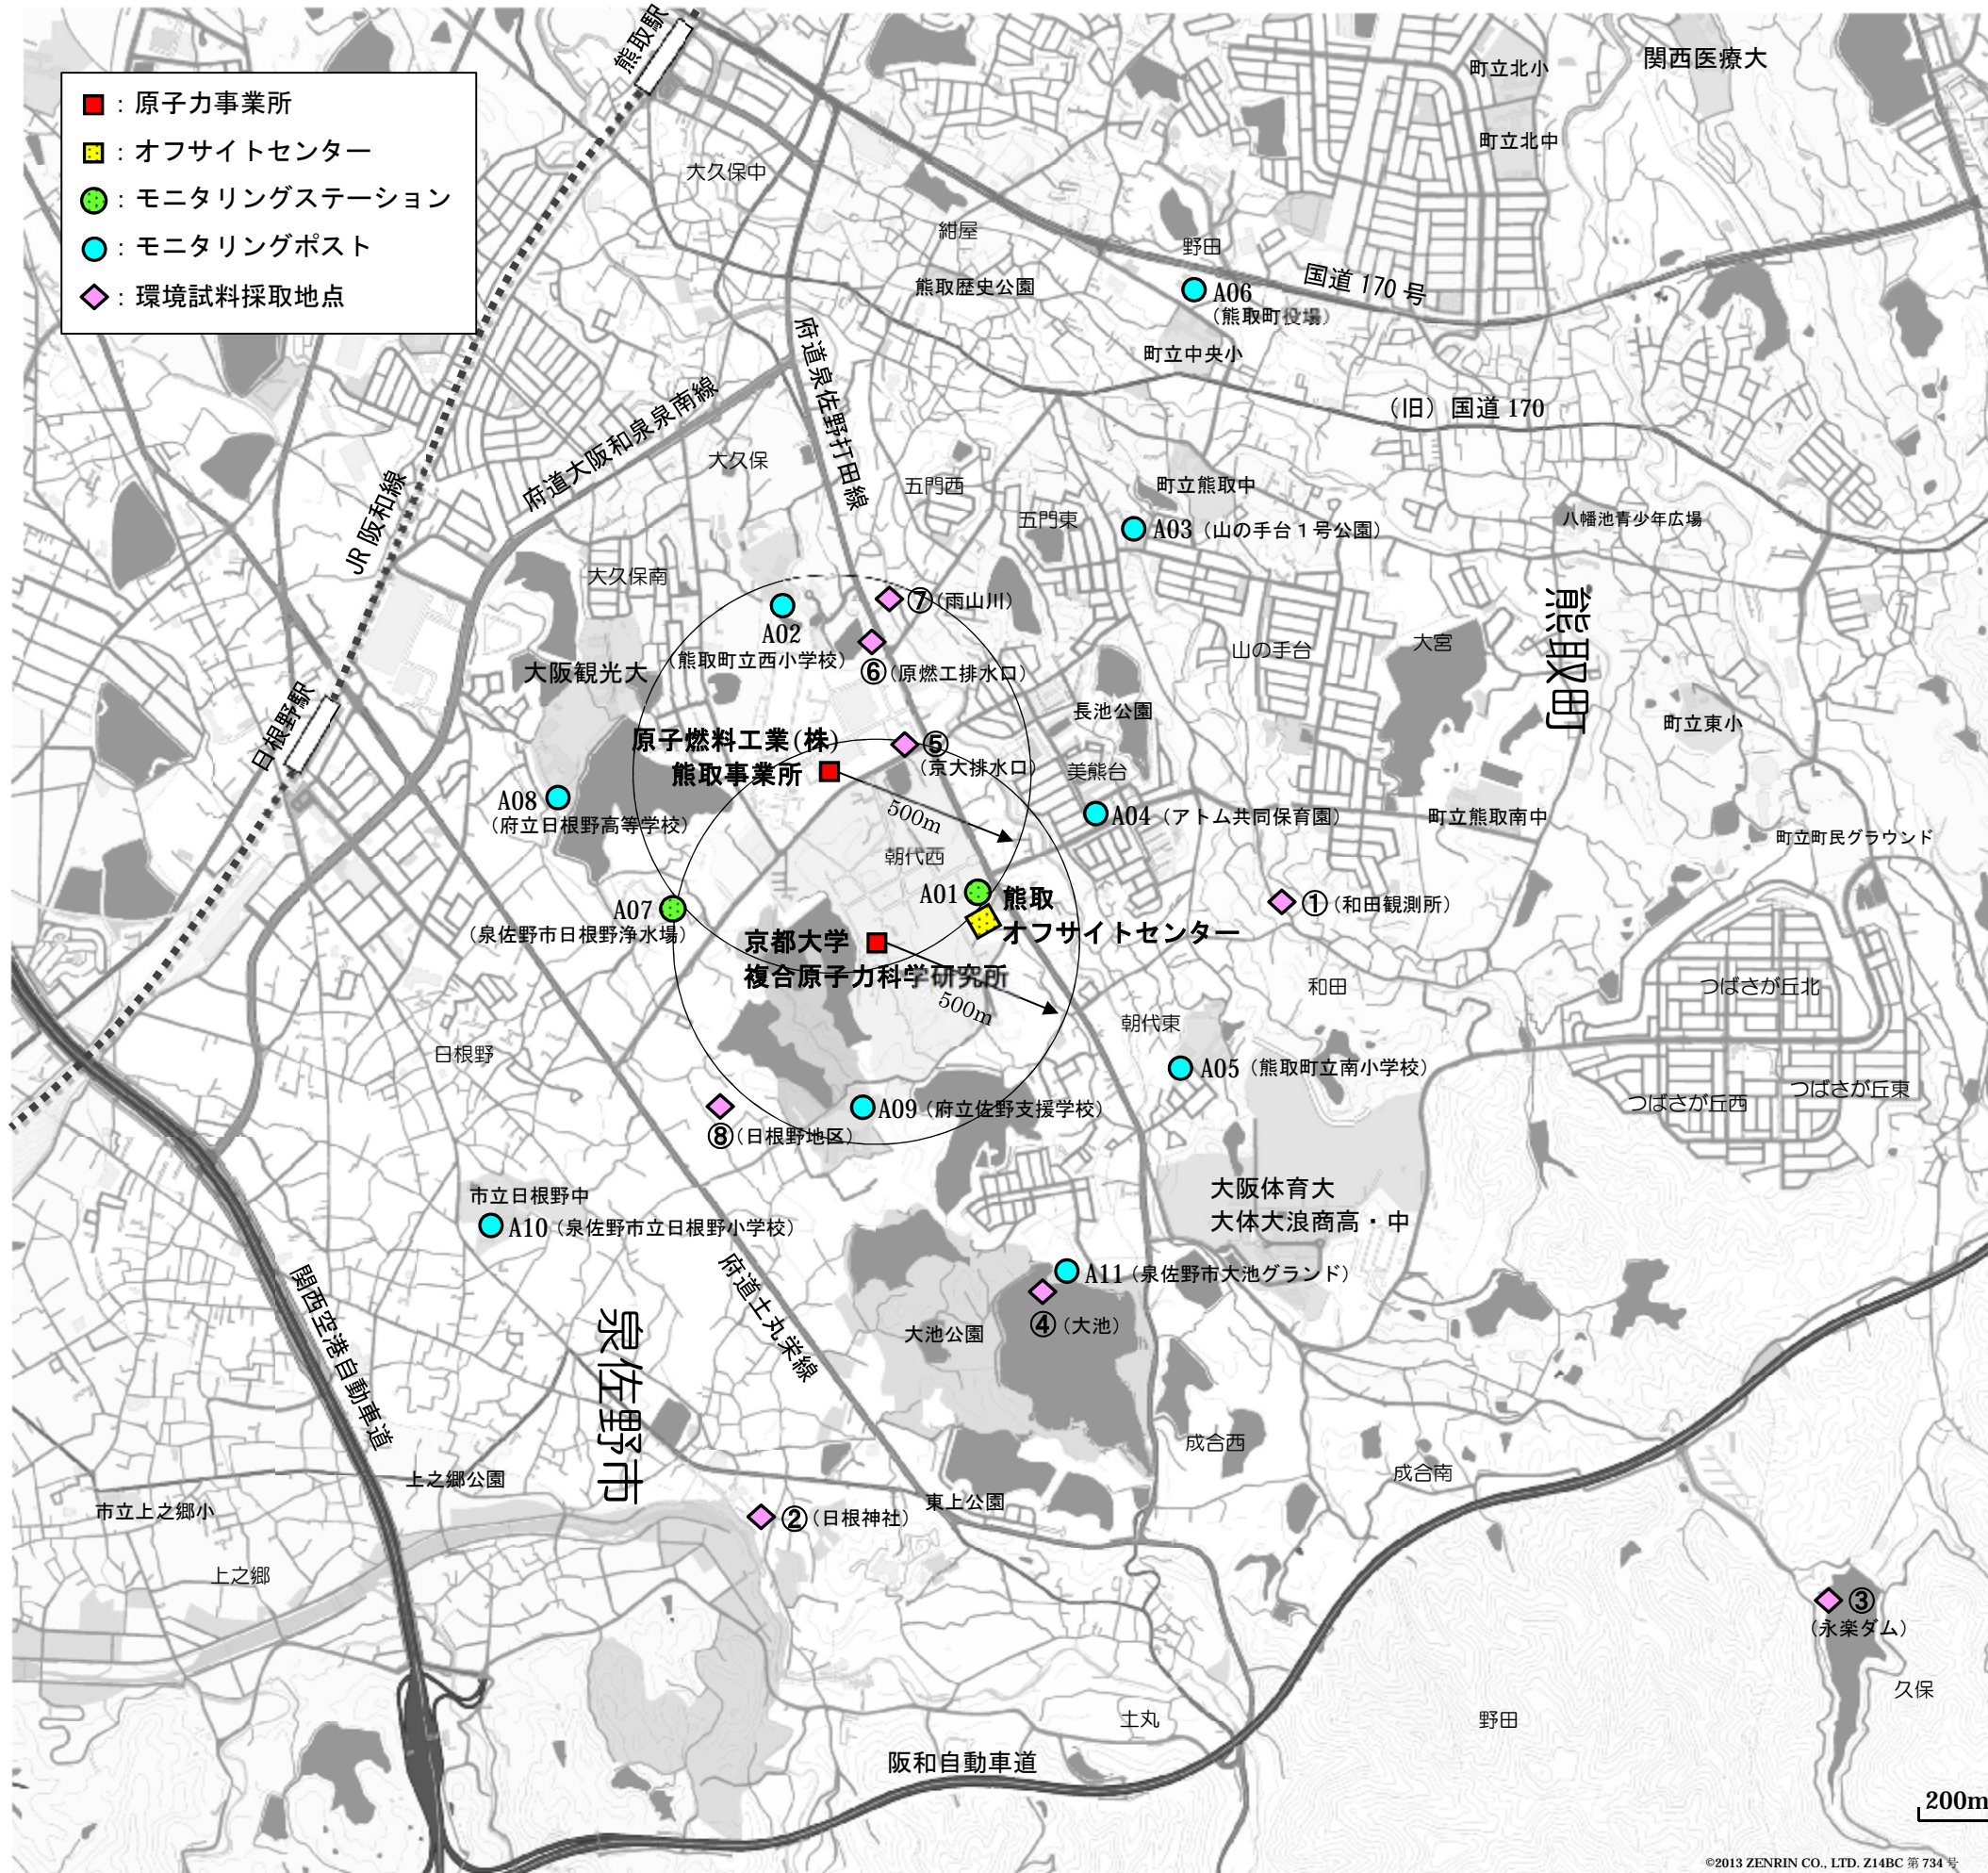 熊取駅
関西医療大
町立北小
■：原子力事業所
：オフサイトセンター
：モニタリングステーション
：モニタリングポスト
：環境試料採取地点
町立北中
大久保中
紺屋
野田
熊取歴史公園
国道 170 号
A06
（熊取町役場）
府道泉佐野打田線
町立中央小
府道大阪和泉泉南線
（旧）国道 170
大久保
五門西
町立熊取中
JR 阪和線
五門東
八幡池青少年広場
A03（山の手台１号公園）
大久保南
熊取町
⑦（雨山川）
A02
（熊取町立西小学校）
山の手台
大宮
大阪観光大
⑥（原燃工排水口）
日根野駅
長池公園
町立東小
原子燃料工業(株)
熊取事業所
⑤
（京大排水口）
美熊台
A08
（府立日根野高等学校）
500m
A04（アトム共同保育園）
町立熊取南中
町立町民グラウンド
朝代西
A01
熊取
オフサイトセンター
A07
（泉佐野市日根野浄水場）
①（和田観測所）
京都大学
複合原子力科学研究所
500m
和田
つばさが丘北
朝代東
日根野
A05（熊取町立南小学校）
つばさが丘西
つばさが丘東
A09（府立佐野支援学校）
⑧（日根野地区）
市立日根野中
A10（泉佐野市立日根野小学校）
大阪体育大
大体大浪商高・中
府道土丸栄線
A11（泉佐野市大池グランド）
関西空港自動車道
泉佐野市
大池公園
④（大池）
成合西
成合南
上之郷公園
市立上之郷小
東上公園
②（日根神社）
上之郷
③
（永楽ダム）
久保
土丸
野田
阪和自動車道
200m
©2013 ZENRIN CO., LTD. Z14BC 第 734 号